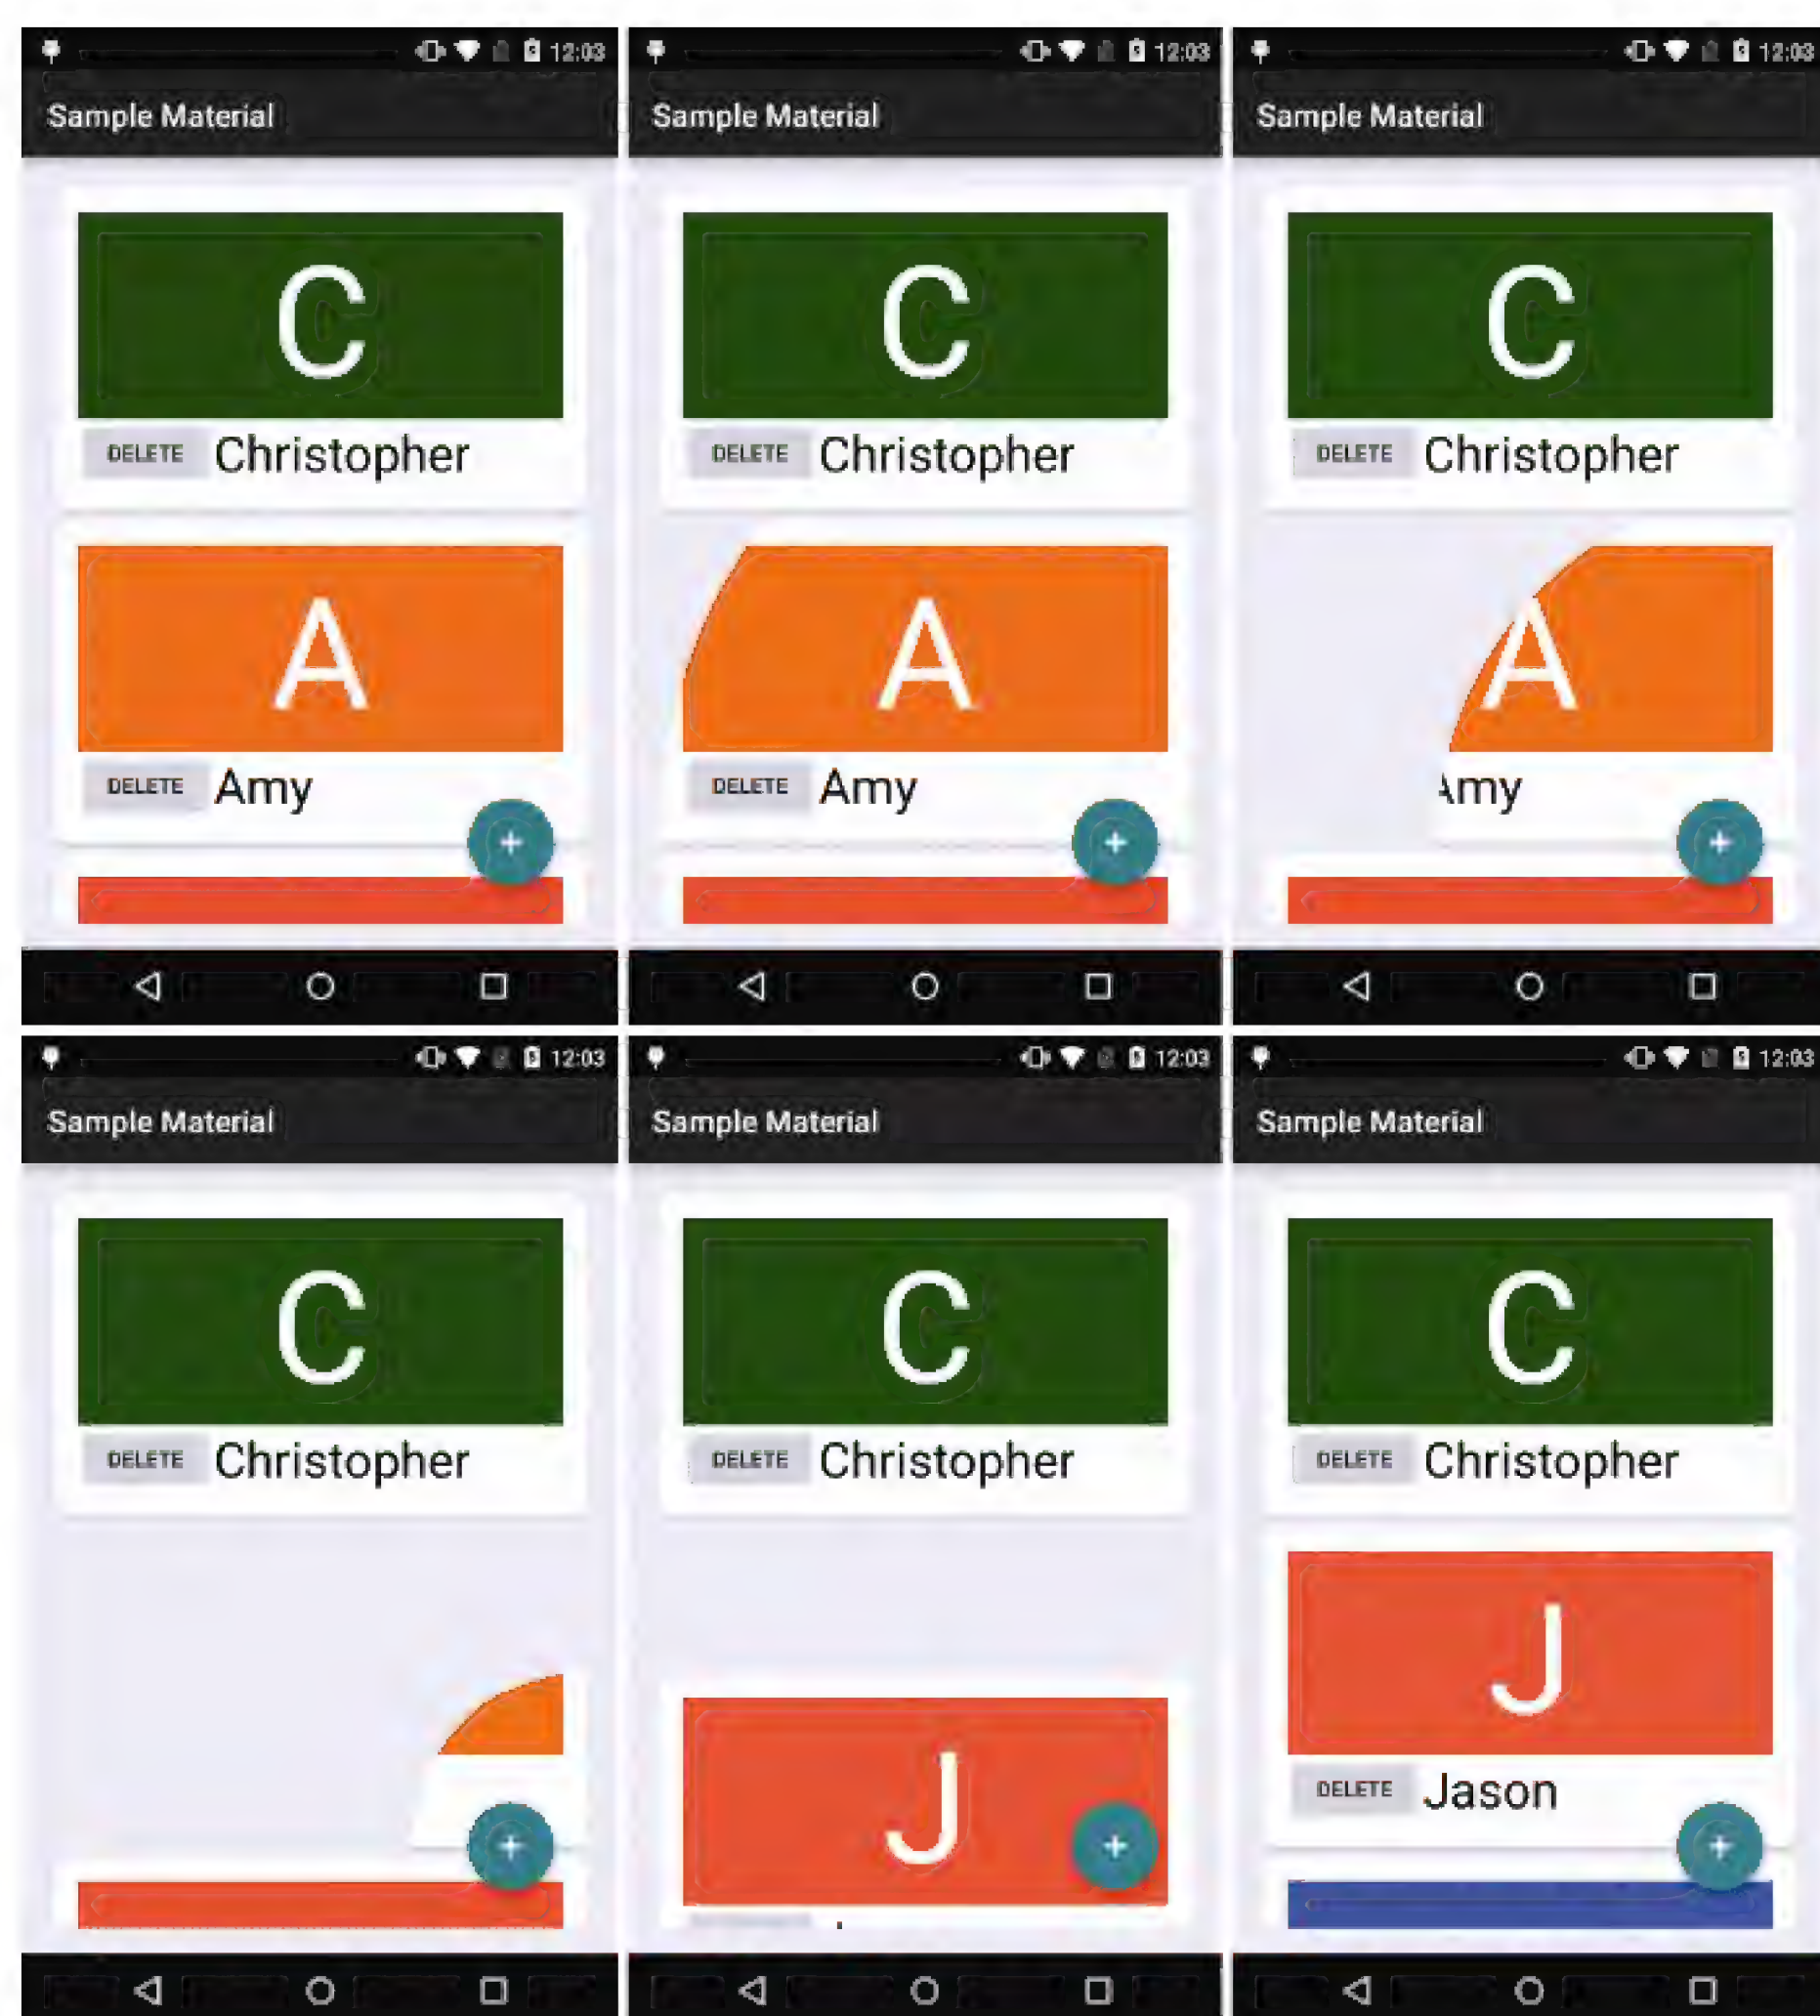 12:03
Sample Material
C
DELETE Christopher
A
DELETE Amy
+
12:03
Sample Material
C
DELETE Christopher
A
DELETE Amy
+
12:03
Sample Material
C
DELETE Christopher
A
my
+
12:03
Sample Material
C
DELETE Christopher
+
12:03
Sample Material
C
DELETE Christopher
J
+
12:03
Sample Material
C
DELETE Christopher
J
DELETE Jason
+